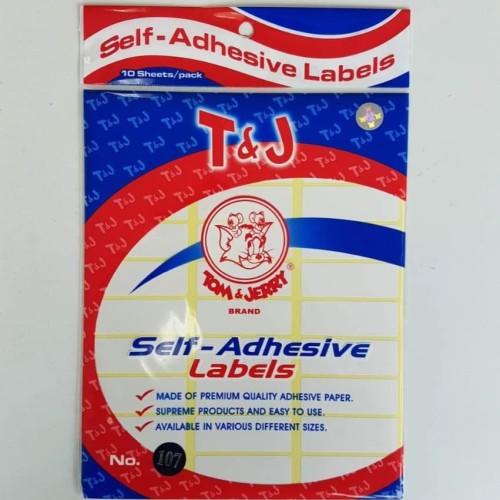 Self-Adhesive Labels
10 Sheets/pack
T&J
TOM & JERRY®
BRAND
Self-Adhesive
Labels
MADE OF PREMIUM QUALITY ADHESIVE PAPER.
SUPREME PRODUCTS AND EASY TO USE.
AVAILABLE IN VARIOUS DIFFERENT SIZES.
No. 107